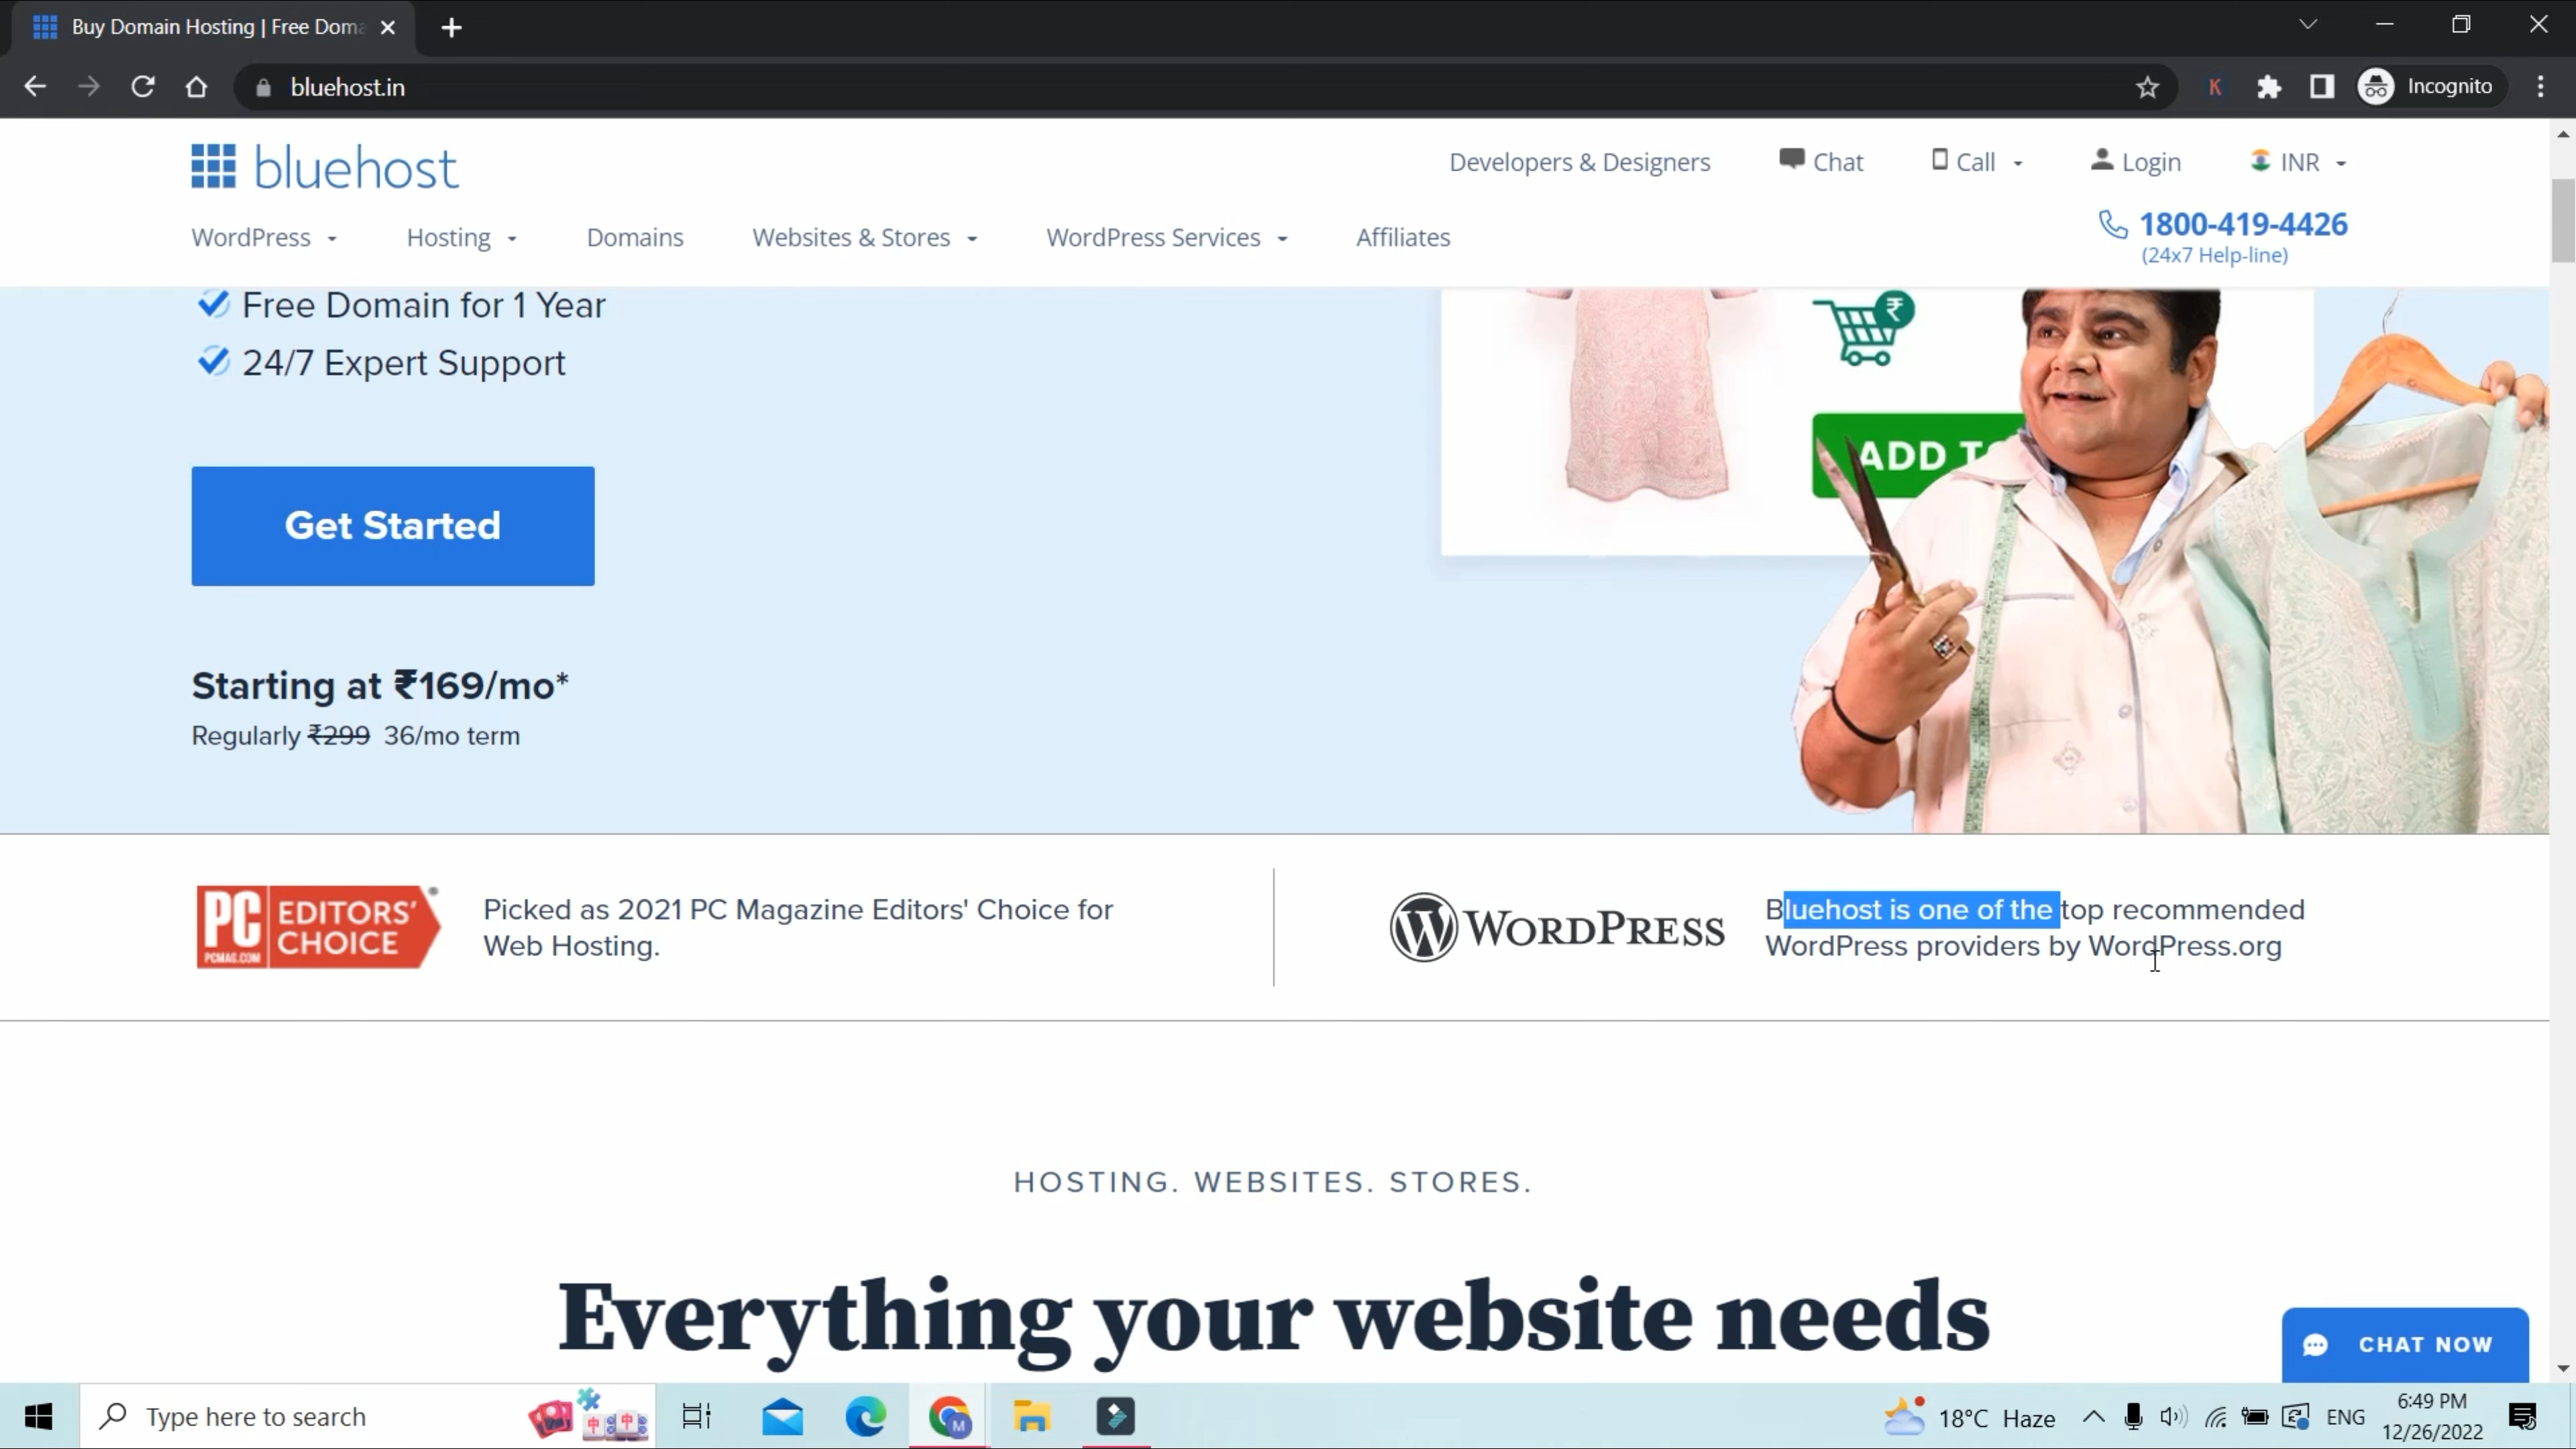 Buy Domain Hosting | Free Doma
bluehost.in
K
Incognito
bluehost
Developers & Designers
Chat
Call
Login
INR
WordPress
Hosting
Domains
Websites & Stores
WordPress Services
Affiliates
1800-419-4426
(24x7 Help-line)
Free Domain for 1 Year
24/7 Expert Support
₹
ADD TO
Get Started
Starting at ₹169/mo*
Regularly ₹299 36/mo term
PC
PCMAG.COM
EDITORS'
CHOICE
Picked as 2021 PC Magazine Editors' Choice for
Web Hosting.
WORDPRESS
Bluehost is one of the top recommended
WordPress providers by WordPress.org
HOSTING. WEBSITES. STORES.
Everything your website needs
CHAT NOW
Type here to search
中 中
M
18°C Haze
ENG
6:49 PM
12/26/2022